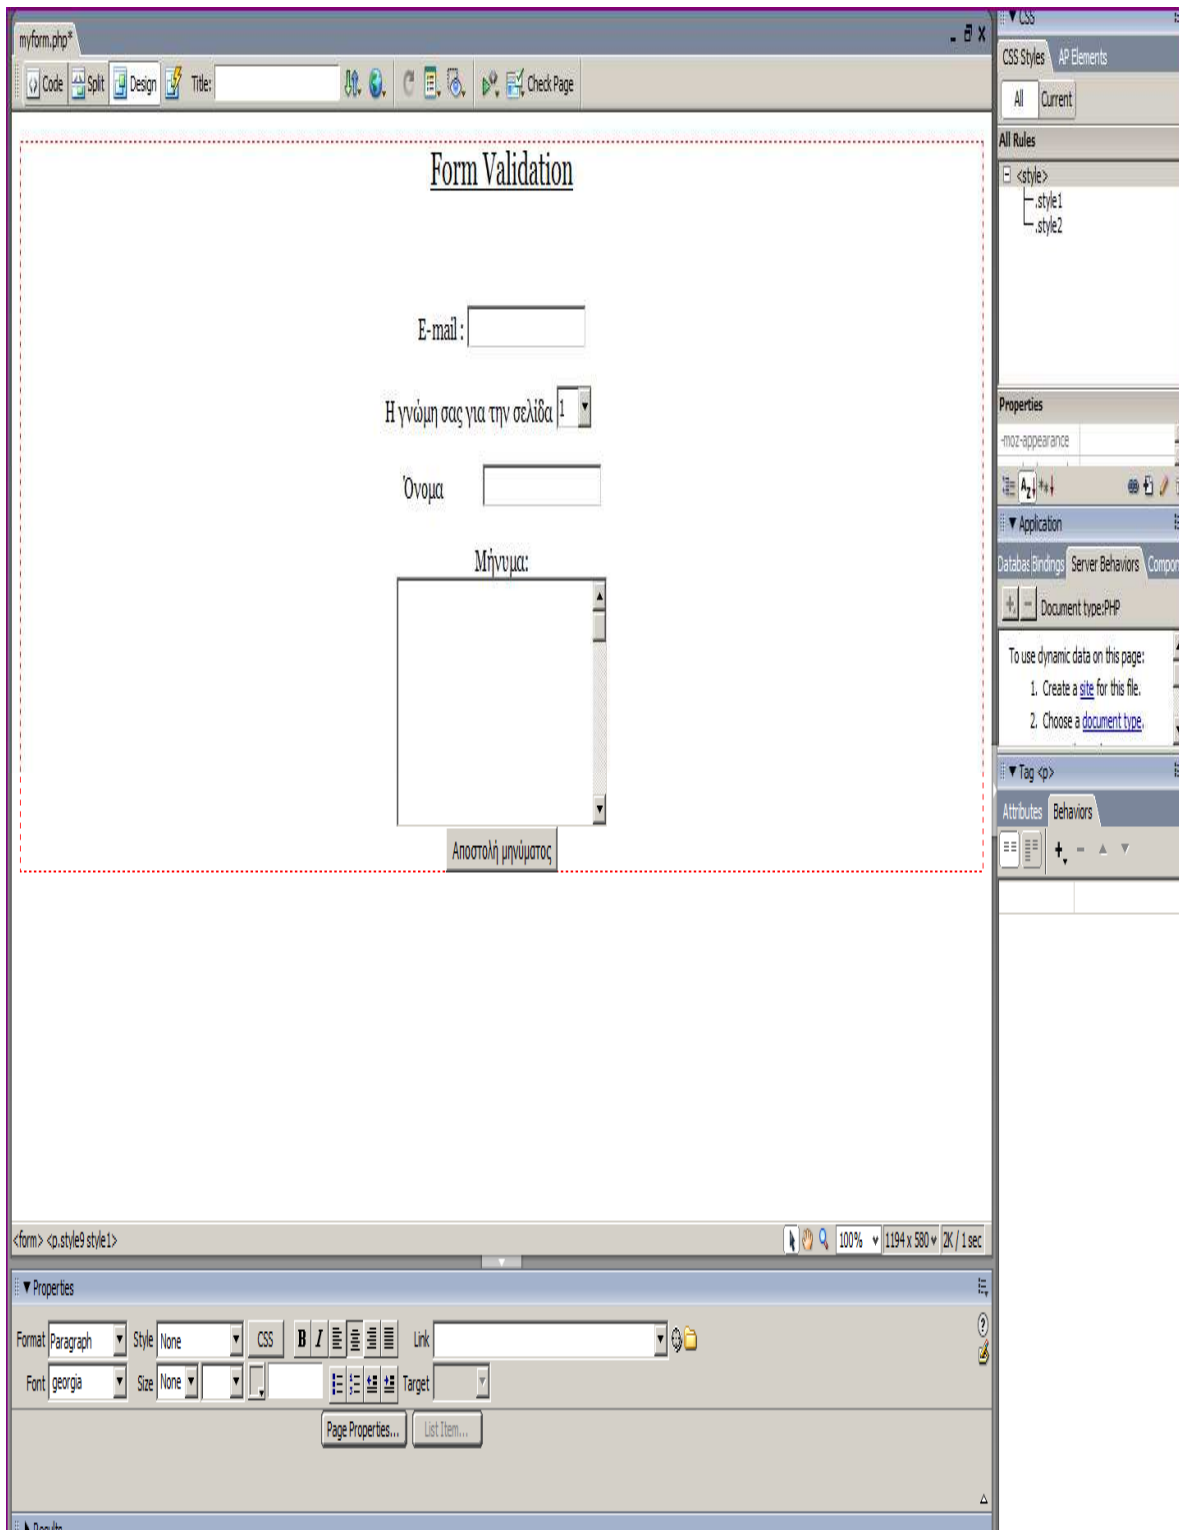 myform.php*
Code Split Design Title: Check Page
Form Validation
E-mail :
Η γνώμη σας για την σελίδα 1
Όνομα
Μήνυμα:
Αποστολή μηνύματος
<form> <p.style9 style1> 100% 1194 x 580 2K / 1 sec
Properties
Format Paragraph Style None CSS B I Link
Font georgia Size None Target
Page Properties... List Item...
CSS
CSS Styles AP Elements
All Current
All Rules
<style>
.style1
.style2
Properties
-moz-appearance
Application
Databas Bindings Server Behaviors Compon
Document type:PHP
To use dynamic data on this page:
1. Create a site for this file.
2. Choose a document type.
Tag <p>
Attributes Behaviors